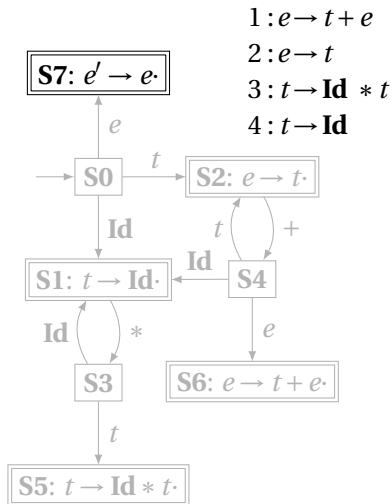 1 : e → t + e
2 : e → t
3 : t → Id * t
4 : t → Id
S7: e′ → e·
e
S0
t
S2: e → t·
Id
t
+
S1: t → Id·
Id
S4
Id
*
e
S3
S6: e → t + e·
t
S5: t → Id * t·